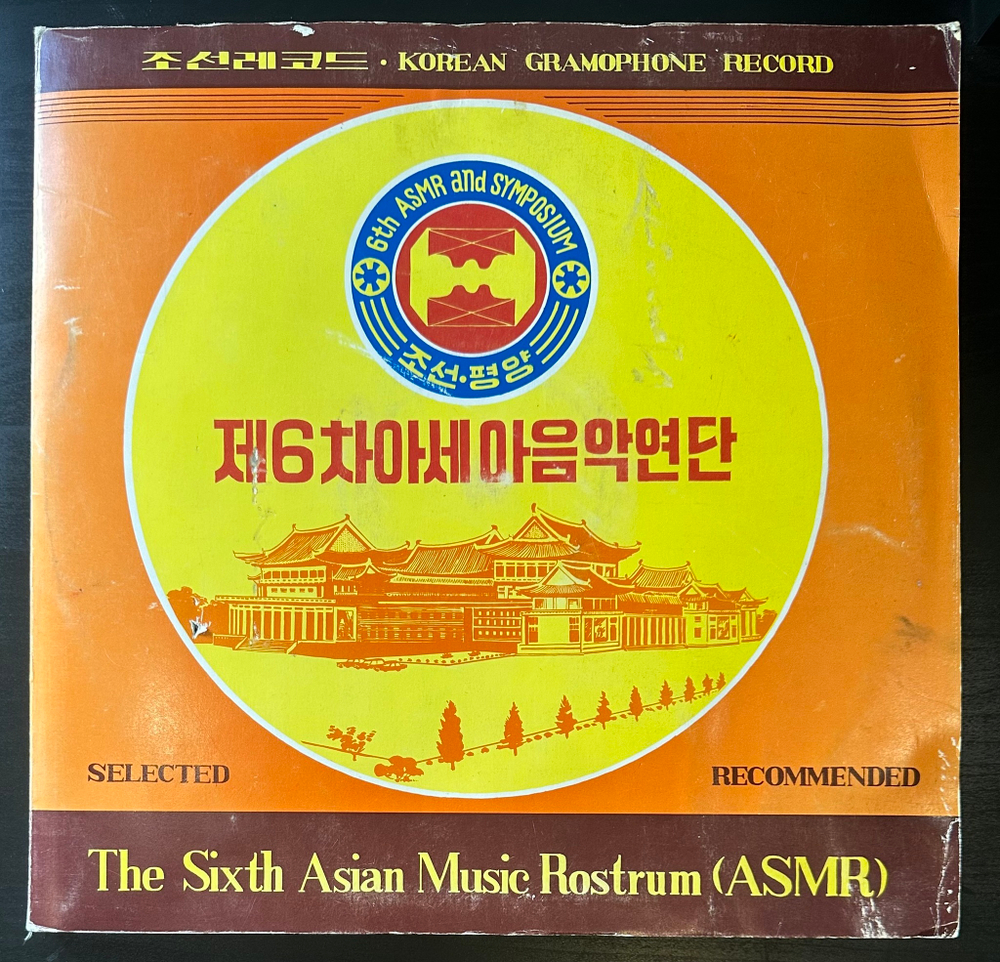 조선레코드 · KOREAN GRAMOPHONE RECORD
6th ASMR and SYMPOSIUM
조선·평양
제6차아세아음악연단
SELECTED
RECOMMENDED
The Sixth Asian Music Rostrum (ASMR)